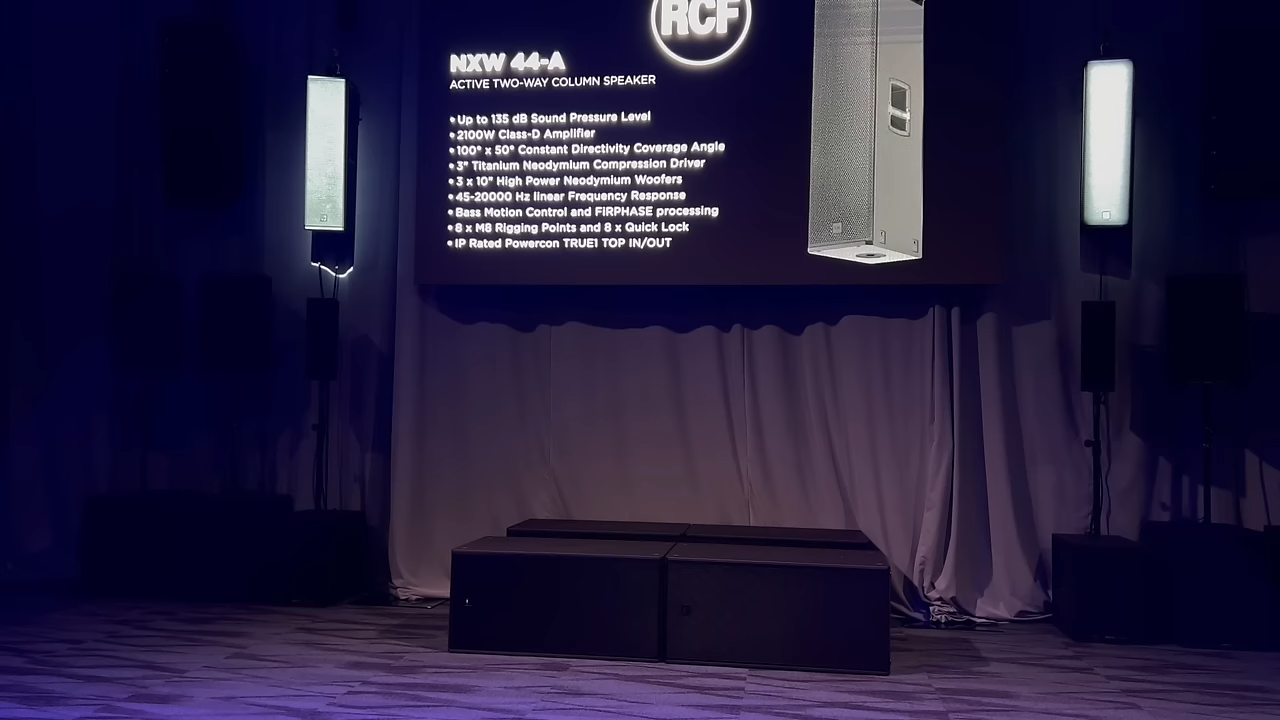 RCF
NXW 44-A
ACTIVE TWO-WAY COLUMN SPEAKER
• Up to 135 dB Sound Pressure Level
• 2100W Class-D Amplifier
• 100° x 50° Constant Directivity Coverage Angle
• 3" Titanium Neodymium Compression Driver
• 3 x 10" High Power Neodymium Woofers
• 45-20000 Hz linear Frequency Response
• Bass Motion Control and FiRPHASE processing
• 8 x M8 Rigging Points and 8 x Quick Lock
• IP Rated Powercon TRUE1 TOP IN/OUT